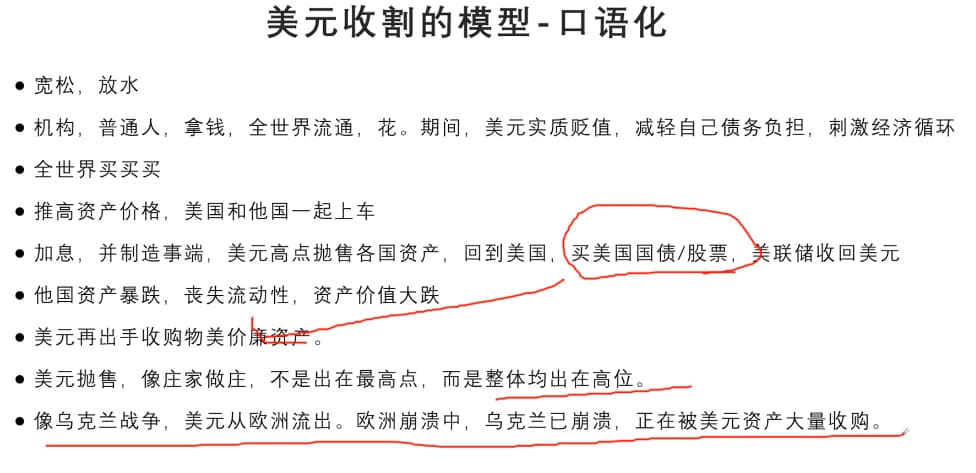 美元收割的模型-口语化
● 宽松，放水
● 机构，普通人，拿钱，全世界流通，花。期间，美元实质贬值，减轻自己债务负担，刺激经济循环
● 全世界买买买
● 推高资产价格，美国和他国一起上车
● 加息，并制造事端，美元高点抛售各国资产，回到美国，买美国国债/股票，美联储收回美元
● 他国资产暴跌，丧失流动性，资产价值大跌
● 美元再出手收购物美价廉资产。
● 美元抛售，像庄家做庄，不是出在最高点，而是整体均出在高位。
● 像乌克兰战争，美元从欧洲流出。欧洲崩溃中，乌克兰已崩溃，正在被美元资产大量收购。